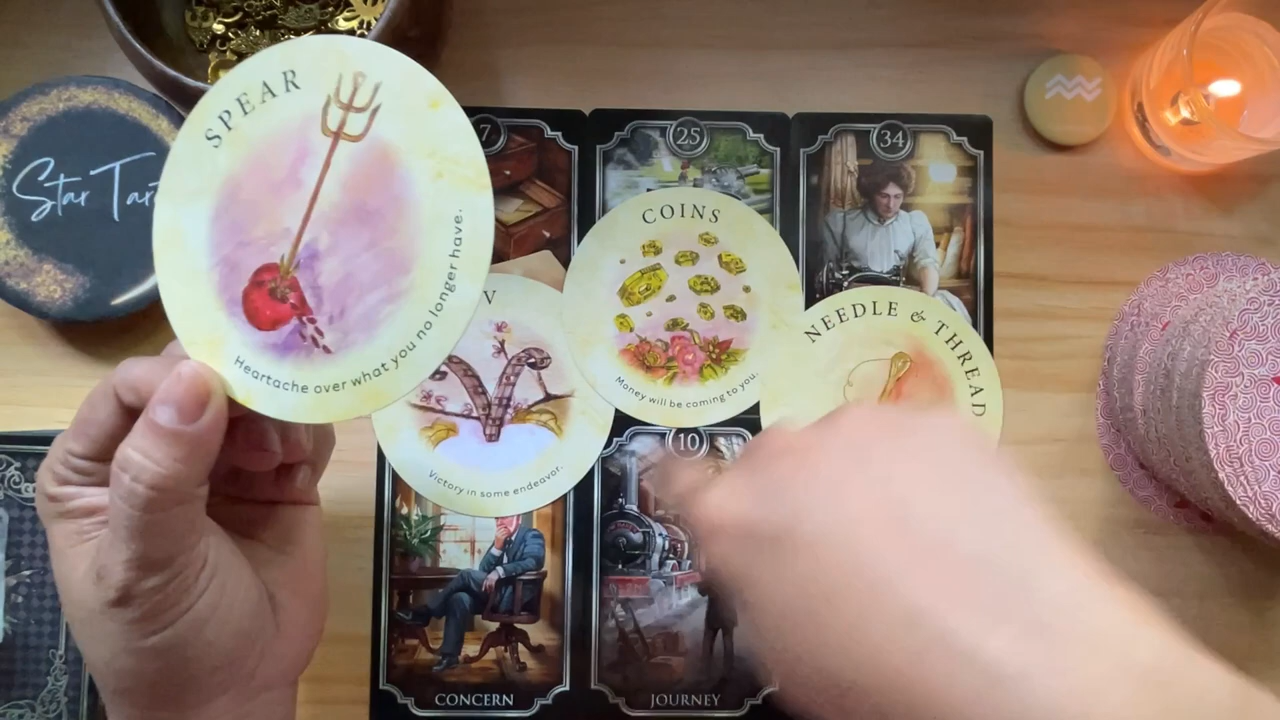 SPEAR
Heartache over what you no longer have.
7
25
34
Star
V
Victory in some endeavor.
COINS
Money will be coming to you.
NEEDLE & THREAD
10
CONCERN
JOURNEY